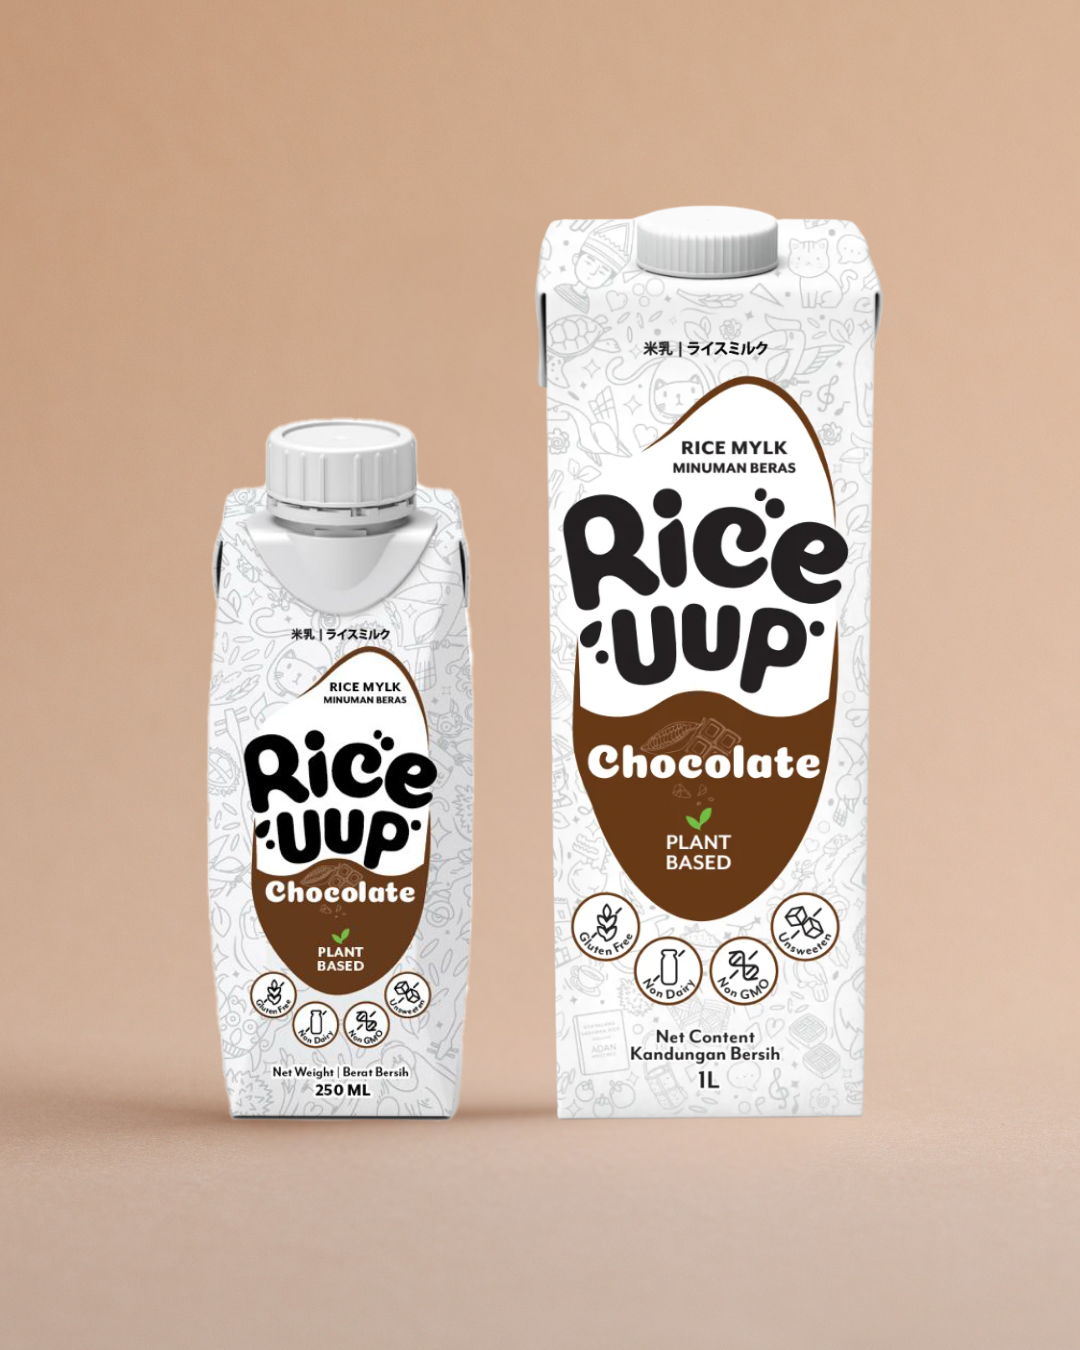 米乳 | ライスミルク
RICE MYLK
MINUMAN BERAS
Rice
UUP
Chocolate
PLANT
BASED
Gluten Free
Non Dairy
Non GMO
Unsweeten
Net Weight | Berat Bersih
250 ML
米乳 | ライスミルク
RICE MYLK
MINUMAN BERAS
Rice
UUP
Chocolate
PLANT
BASED
Gluten Free
Non Dairy
Non GMO
Unsweeten
ADAN
Net Content
Kandungan Bersih
1L